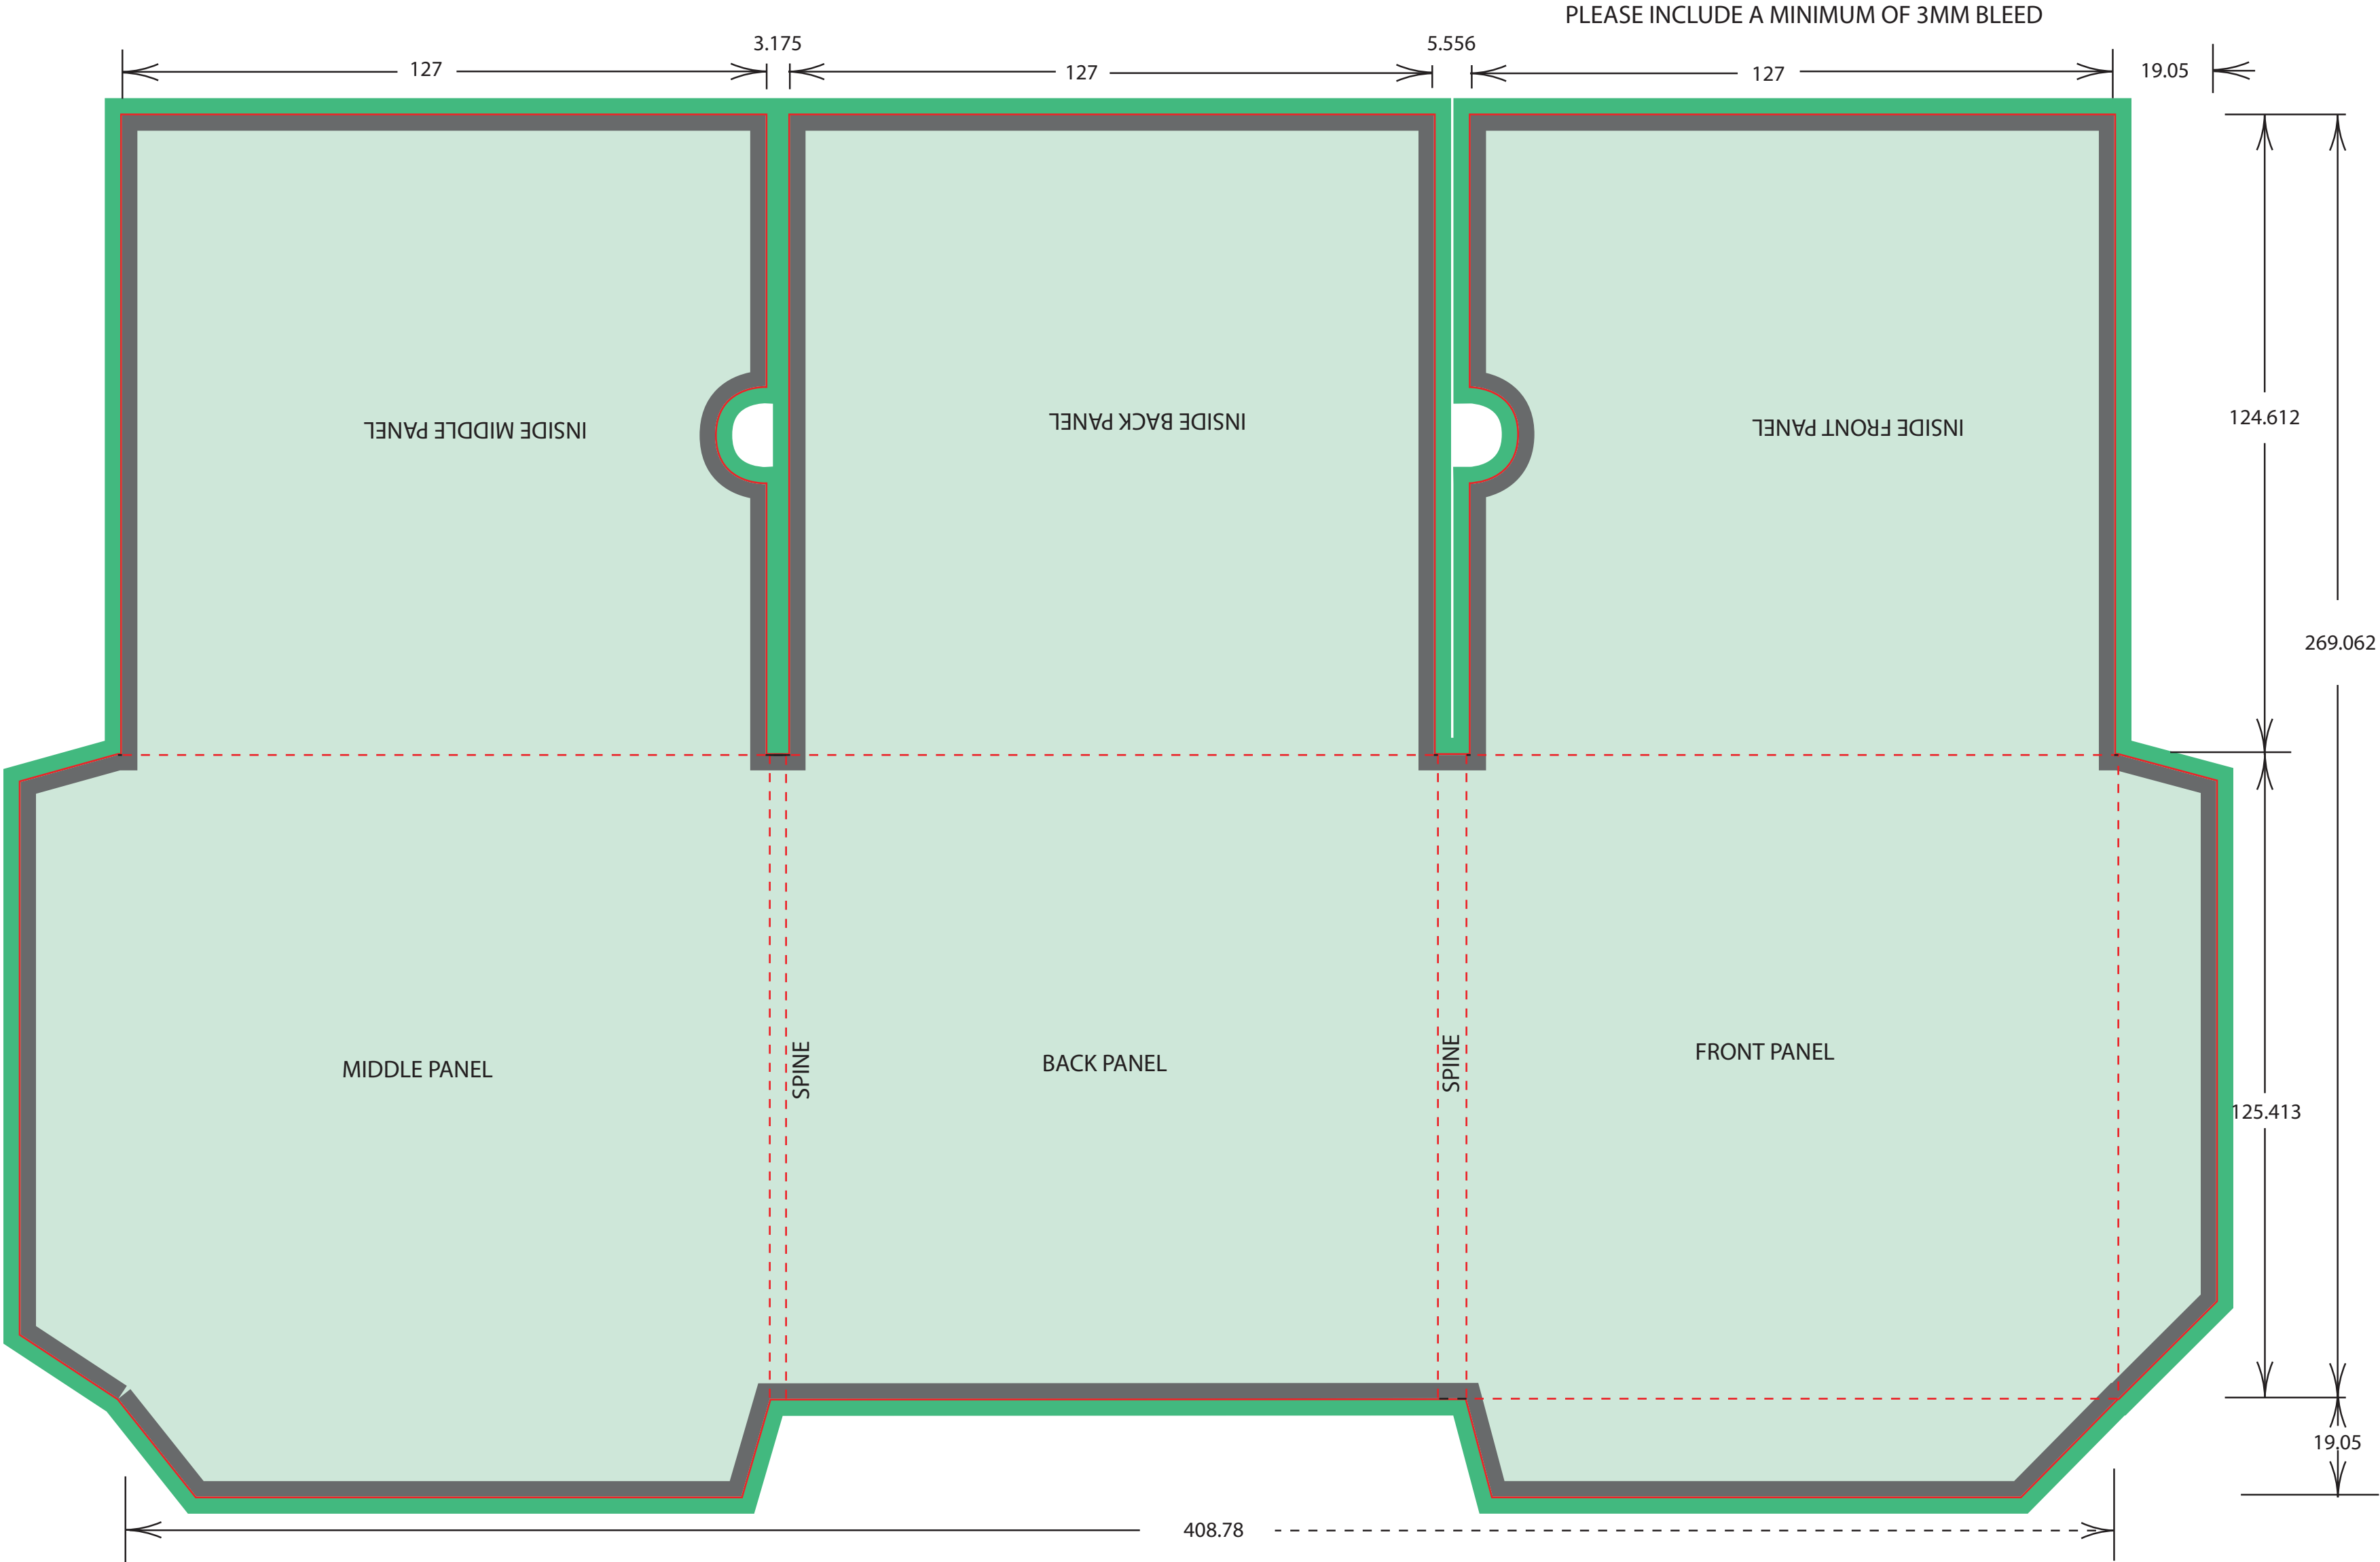 PLEASE INCLUDE A MINIMUM OF 3MM BLEED
3.175
5.556
127
127
127
19.05
INSIDE MIDDLE PANEL
INSIDE BACK PANEL
INSIDE FRONT PANEL
124.612
269.062
MIDDLE PANEL
SPINE
BACK PANEL
SPINE
FRONT PANEL
125.413
19.05
408.78